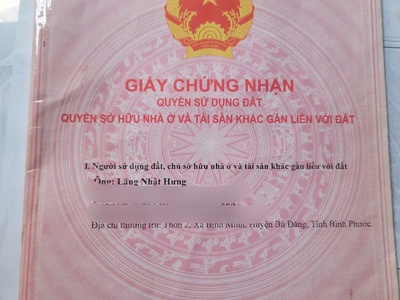 GIẤY CHỨNG NHẬN
QUYỀN SỬ DỤNG ĐẤT
QUYỀN SỞ HỮU NHÀ Ở VÀ TÀI SẢN KHÁC GẮN LIỀN VỚI ĐẤT
I. Người sử dụng đất, chủ sở hữu nhà ở và tài sản khác gắn liền với đất
Ông: Lăng Nhật Hưng
Địa chỉ thường trú: Thôn 2, Xã Bình Minh, Huyện Bù Đăng, Tỉnh Bình Phước.